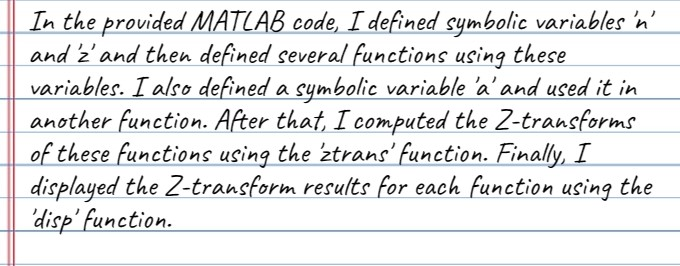 In the provided MATLAB code, I defined symbolic variables 'n'
and 'z' and then defined several functions using these
variables. I also defined a symbolic variable 'a' and used it in
another function. After that, I computed the Z-transforms
of these functions using the 'ztrans' function. Finally, I
displayed the Z-transform results for each function using the
'disp' function.